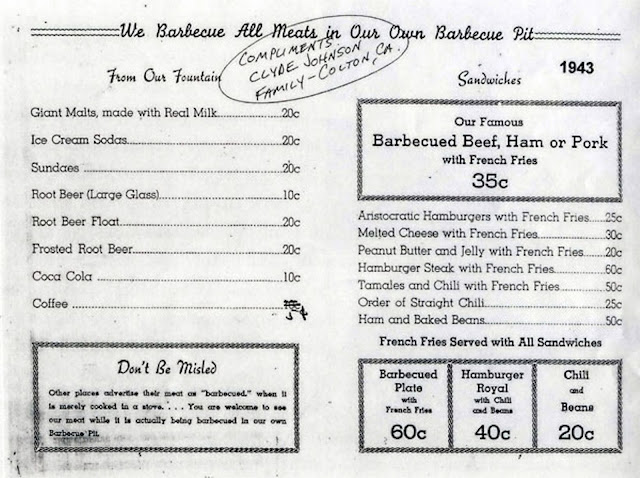 We Barbecue All Meats in Our Own Barbecue Pit
COMPLIMENTS
CLYDE JOHNSON
FAMILY - COLTON, CA.
1943
From Our Fountain
Giant Malts, made with Real Milk 20c
Ice Cream Sodas 20c
Sundaes 20c
Root Beer (Large Glass) 10c
Root Beer Float 20c
Frosted Root Beer 20c
Coca Cola 10c
Coffee 5¢
Don't Be Misled
Other places advertise their meat as "barbecued," when it
is merely cooked in a stove. . . . You are welcome to see
our meat while it is actually being barbecued in our own
Barbecue Pit.
Sandwiches
Our Famous
Barbecued Beef, Ham or Pork
with French Fries
35c
Aristocratic Hamburgers with French Fries 25c
Melted Cheese with French Fries 30c
Peanut Butter and Jelly with French Fries 20c
Hamburger Steak with French Fries 60c
Tamales and Chili with French Fries 50c
Order of Straight Chili 25c
Ham and Baked Beans 50c
French Fries Served with All Sandwiches
Barbecued
Plate
with
French Fries
60c
Hamburger
Royal
with Chili
and Beans
40c
Chili
and
Beans
20c